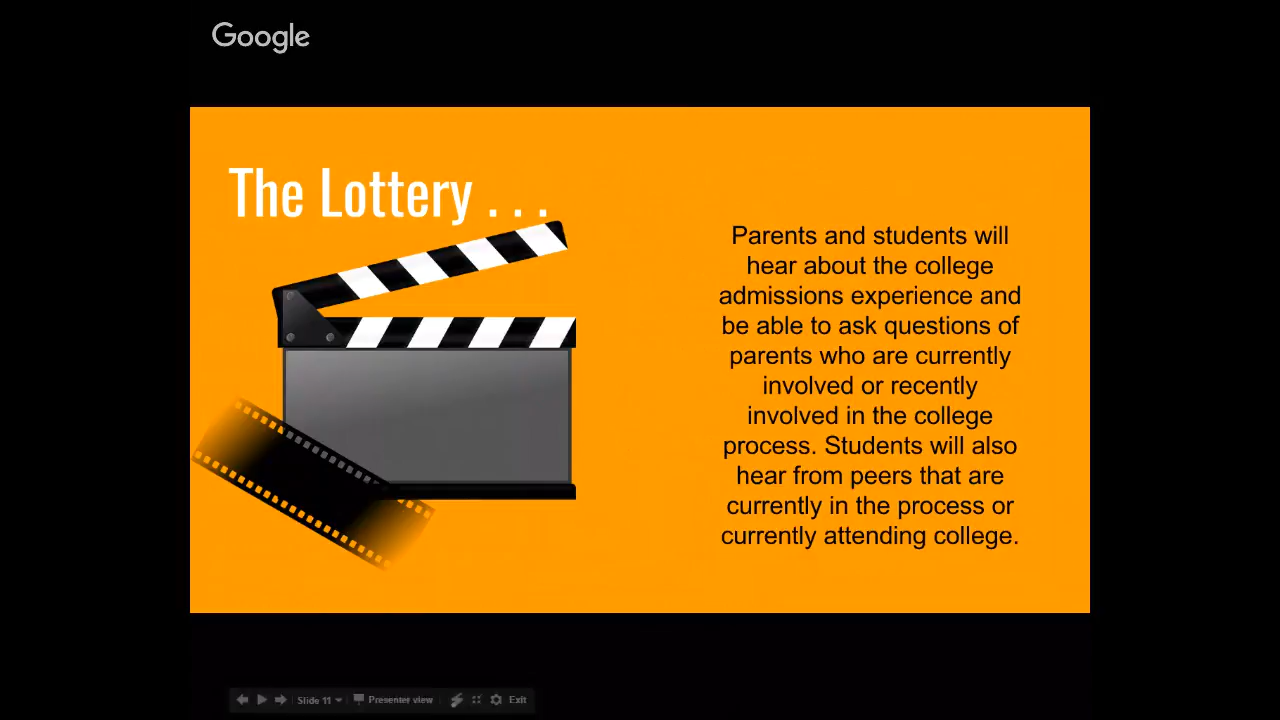 Google
The Lottery . . .
Parents and students will
hear about the college
admissions experience and
be able to ask questions of
parents who are currently
involved or recently
involved in the college
process. Students will also
hear from peers that are
currently in the process or
currently attending college.
Slide 11 Presenter view Exit